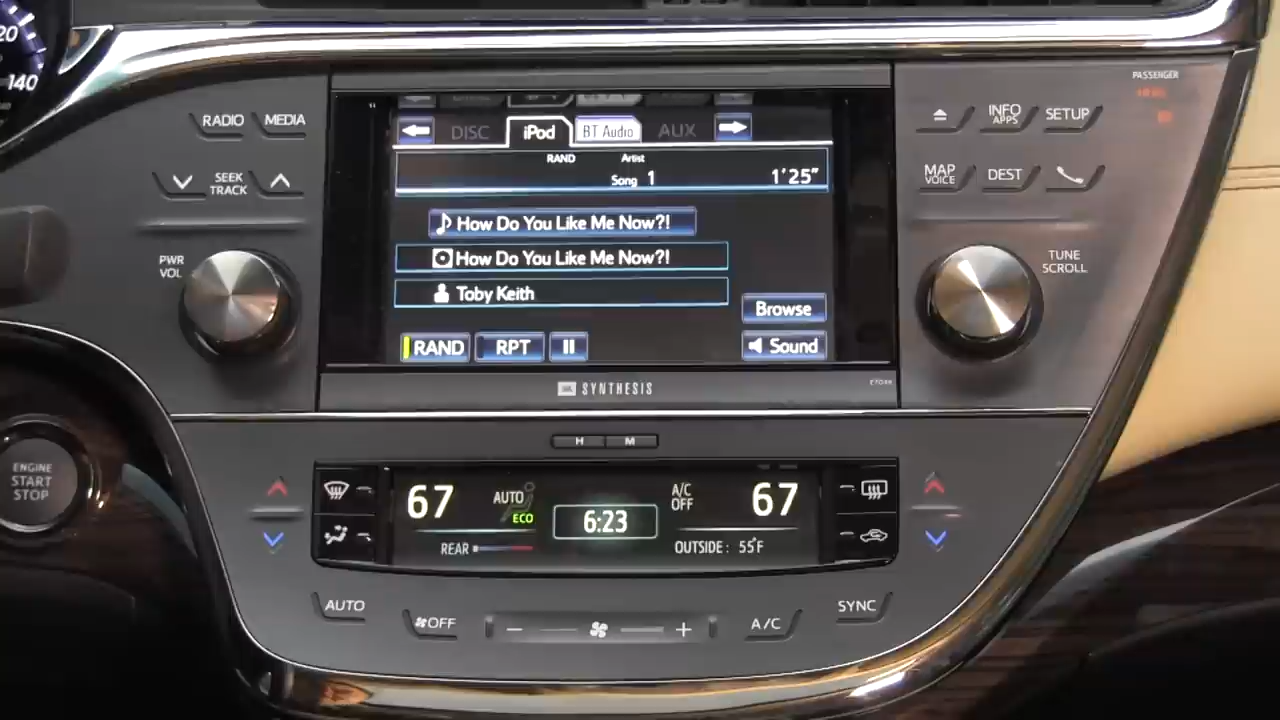 20
140
RADIO
MEDIA
SEEK
TRACK
PWR
VOL
DISC
iPod
BT Audio
AUX
RAND
Artist
Song 1
1'25"
How Do You Like Me Now?!
How Do You Like Me Now?!
Toby Keith
Browse
RAND
RPT
Sound
JBL SYNTHESIS
PASSENGER
INFO
APPS
SETUP
MAP
VOICE
DEST
TUNE
SCROLL
ENGINE
START
STOP
H
M
67
AUTO
ECO
6:23
A/C
OFF
67
REAR
OUTSIDE: 55°F
AUTO
OFF
A/C
SYNC